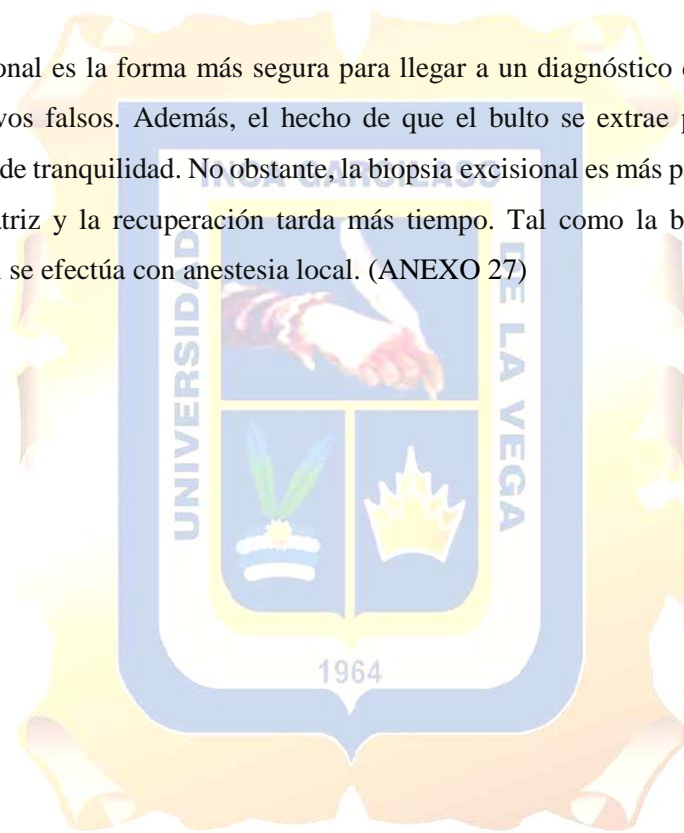 onal es la forma más segura para llegar a un diagnóstico
vos falsos. Además, el hecho de que el bulto se extrae p
de tranquilidad. No obstante, la biopsia excisional es más p
atriz y la recuperación tarda más tiempo. Tal como la b
se efectúa con anestesia local. (ANEXO 27)
UNIVERSIDAD
INCA GARCILASO
DE LA VEGA
1964